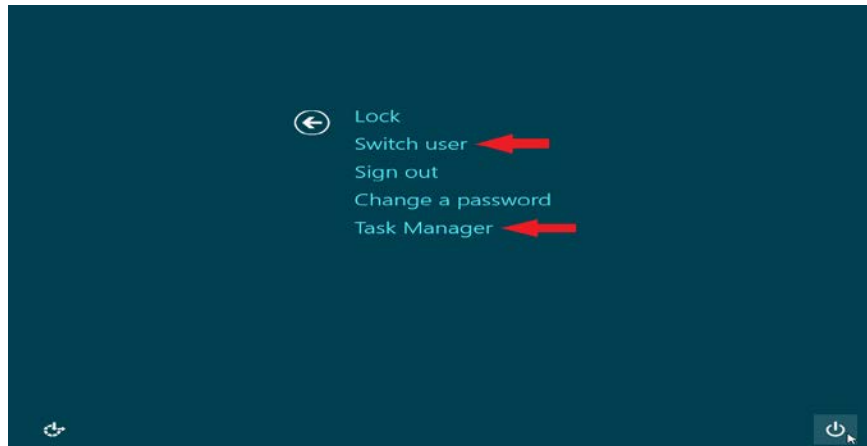 Lock
Switch user
Sign out
Change a password
Task Manager